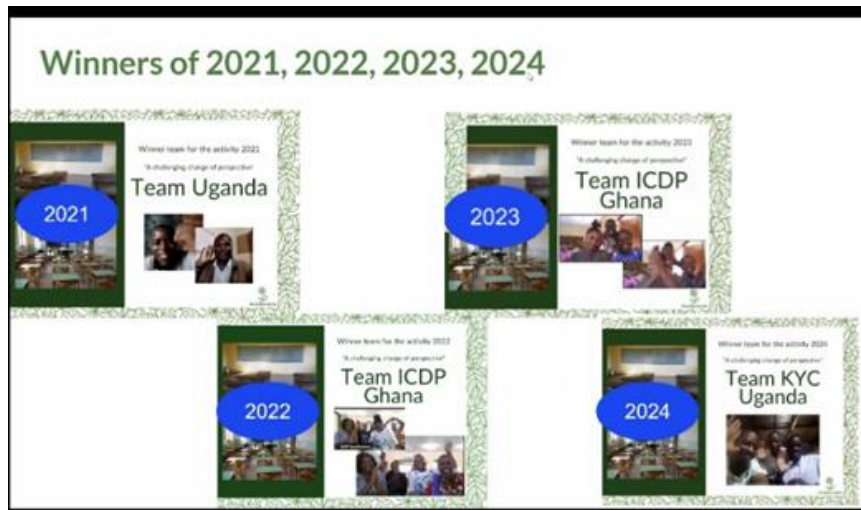 Winners of 2021, 2022, 2023, 2024
2021
Winner team for the activity 2021
"A challenging change of perspective"
Team Uganda
2023
Winner team for the activity 2023
"A challenging change of perspective"
Team ICDP
Ghana
2022
Winner team for the activity 2022
"A challenging change of perspective"
Team ICDP
Ghana
2024
Winner team for the activity 2024
"A challenging change of perspective"
Team KYC
Uganda